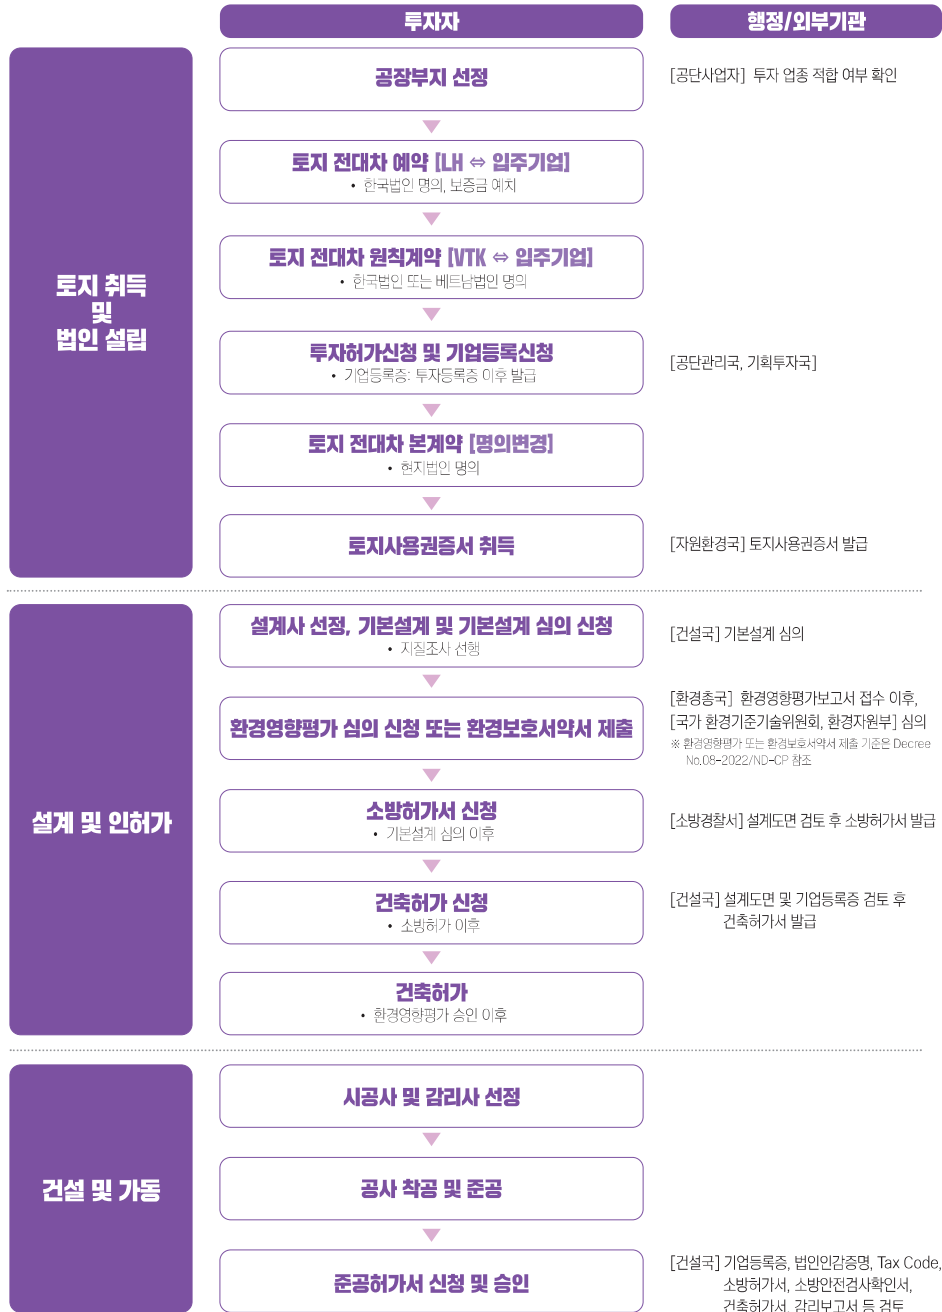 투자자
행정/외부기관
토지 취득
및
법인 설립
공장부지 선정
[공단사업자] 투자 업종 적합 여부 확인
토지 전대차 예약 [LH ⇔ 입주기업]
• 한국법인 명의, 보증금 예치
토지 전대차 원칙계약 [VTK ⇔ 입주기업]
• 한국법인 또는 베트남법인 명의
투자허가신청 및 기업등록신청
• 기업등록증: 투자등록증 이후 발급
[공단관리국, 기획투자국]
토지 전대차 본계약 [명의변경]
• 현지법인 명의
토지사용권증서 취득
[자원환경국] 토지사용권증서 발급
설계 및 인허가
설계사 선정, 기본설계 및 기본설계 심의 신청
• 지질조사 선행
[건설국] 기본설계 심의
환경영향평가 심의 신청 또는 환경보호서약서 제출
[환경총국] 환경영향평가보고서 접수 이후,
[국가 환경기준기술위원회, 환경자원부] 심의
※ 환경영향평가 또는 환경보호서약서 제출 기준은 Decree
No.08-2022/ND-CP 참조
소방허가서 신청
• 기본설계 심의 이후
[소방경찰서] 설계도면 검토 후 소방허가서 발급
건축허가 신청
• 소방허가 이후
[건설국] 설계도면 및 기업등록증 검토 후
건축허가서 발급
건축허가
• 환경영향평가 승인 이후
건설 및 가동
시공사 및 감리사 선정
공사 착공 및 준공
준공허가서 신청 및 승인
[건설국] 기업등록증, 법인인감증명, Tax Code,
소방허가서, 소방안전검사확인서,
건축허가서, 감리보고서 등 검토